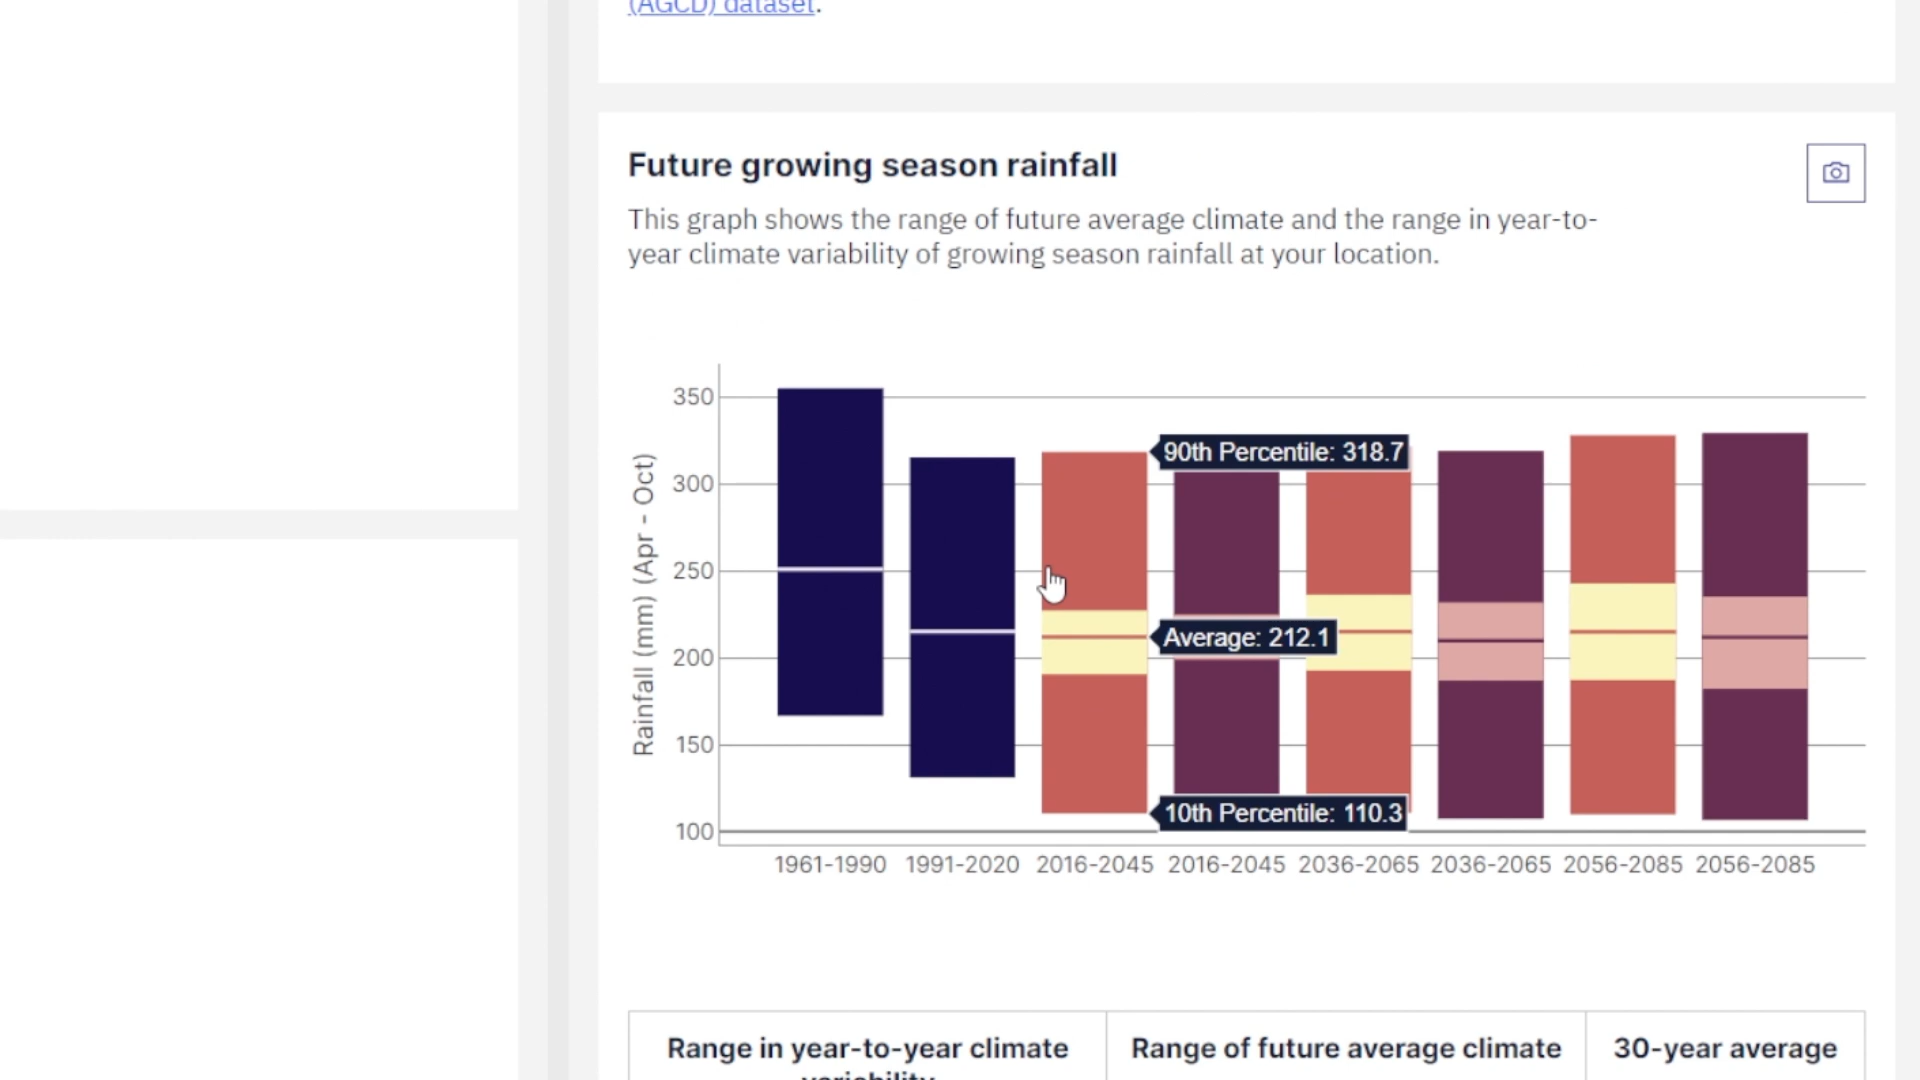 (AGCD) dataset.
Future growing season rainfall
This graph shows the range of future average climate and the range in year-to-
year climate variability of growing season rainfall at your location.
Rainfall (mm) (Apr - Oct)
350
300
250
200
150
100
90th Percentile: 318.7
Average: 212.1
10th Percentile: 110.3
1961-1990 1991-2020 2016-2045 2016-2045 2036-2065 2036-2065 2056-2085 2056-2085
Range in year-to-year climate
variability
Range of future average climate
30-year average